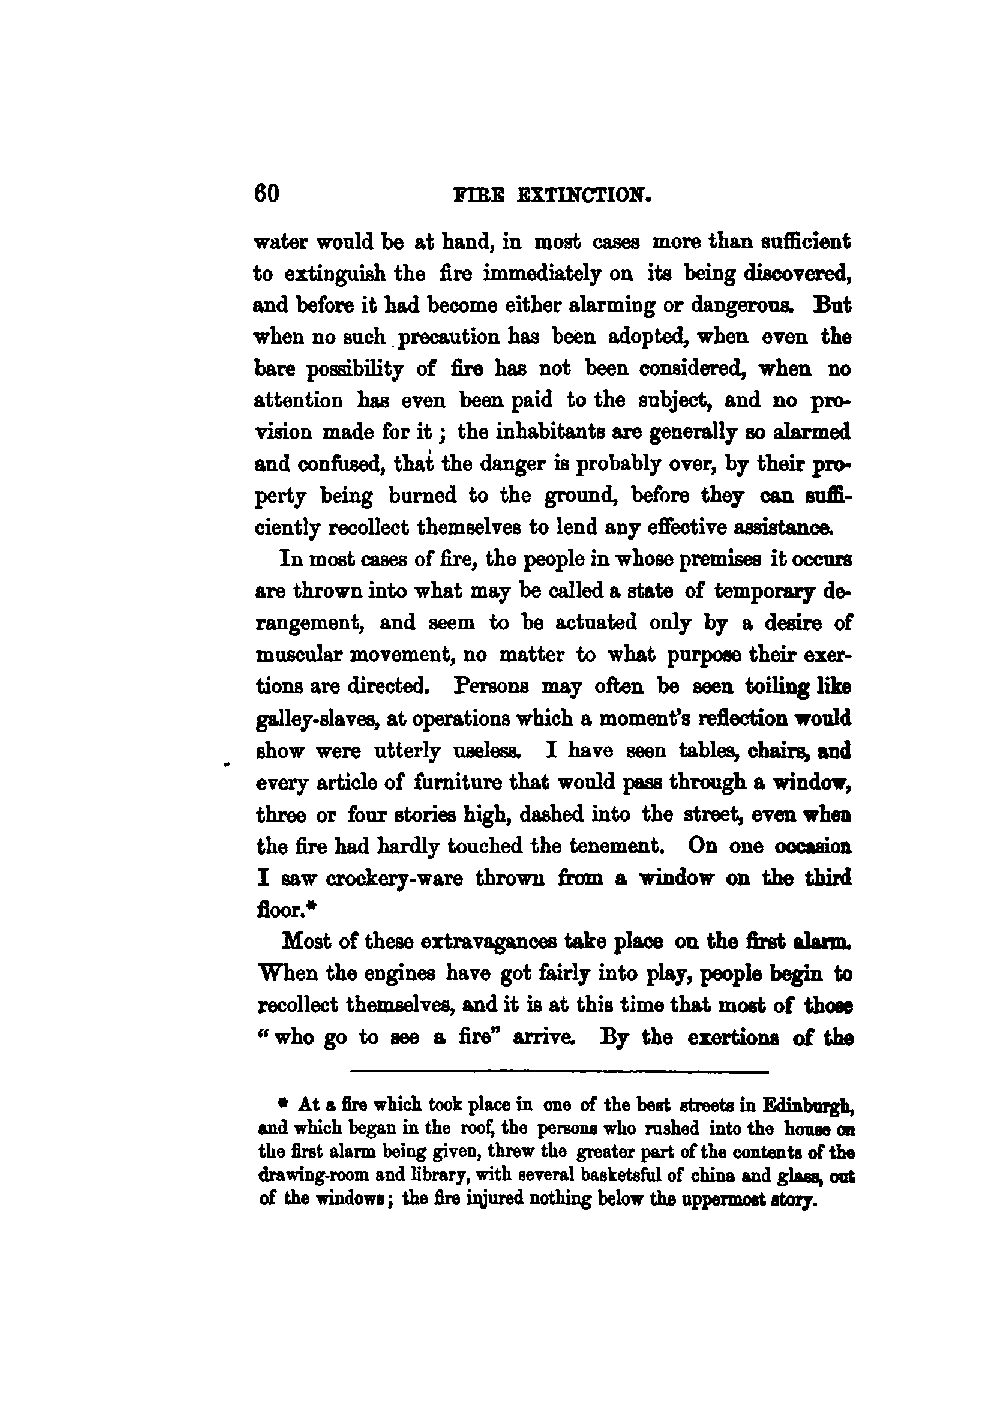 60 FIRE EXTINCTION.
water would be at hand, in most cases more than sufficient
to extinguish the fire immediately on its being discovered,
and before it had become either alarming or dangerous. But
when no such precaution has been adopted, when even the
bare possibility of fire has not been considered, when no
attention has even been paid to the subject, and no pro-
vision made for it ; the inhabitants are generally so alarmed
and confused, that the danger is probably over, by their pro-
perty being burned to the ground, before they can suffi-
ciently recollect themselves to lend any effective assistance.
In most cases of fire, the people in whose premises it occurs
are thrown into what may be called a state of temporary de-
rangement, and seem to be actuated only by a desire of
muscular movement, no matter to what purpose their exer-
tions are directed. Persons may often be seen toiling like
galley-slaves, at operations which a moment's reflection would
show were utterly useless. I have seen tables, chairs, and
every article of furniture that would pass through a window,
three or four stories high, dashed into the street, even when
the fire had hardly touched the tenement. On one occasion
I saw crockery-ware thrown from a window on the third
floor.*
Most of these extravagances take place on the first alarm.
When the engines have got fairly into play, people begin to
recollect themselves, and it is at this time that most of those
“ who go to see a fire” arrive. By the exertions of the
* At a fire which took place in one of the best streets in Edinburgh,
and which began in the roof, the persons who rushed into the house on
the first alarm being given, threw the greater part of the contents of the
drawing-room and library, with several basketsful of china and glass, out
of the windows ; the fire injured nothing below the uppermost story.